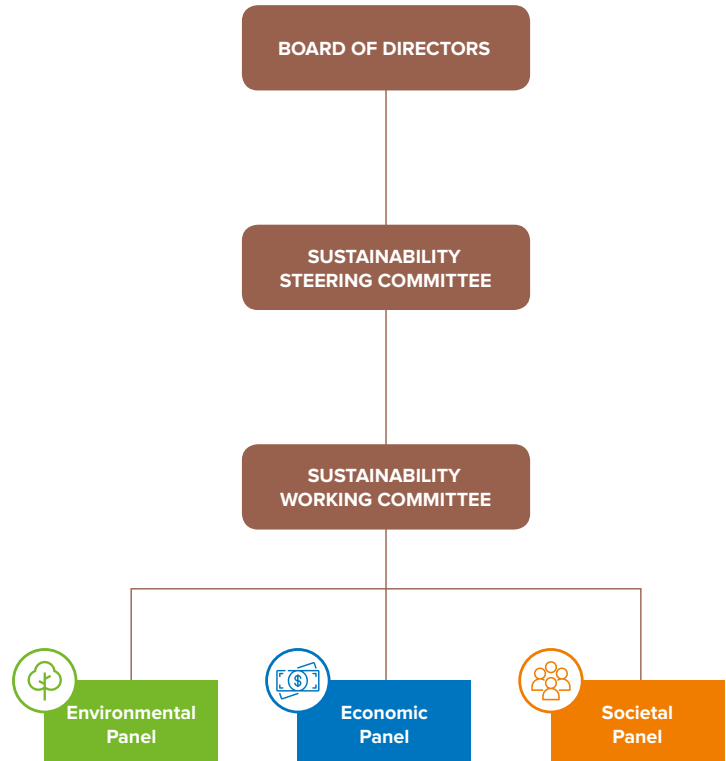 BOARD OF DIRECTORS
SUSTAINABILITY
STEERING COMMITTEE
SUSTAINABILITY
WORKING COMMITTEE
Environmental
Panel
$
Economic
Panel
Societal
Panel